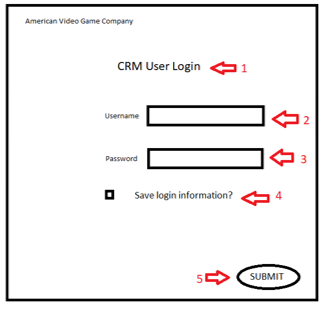 American Video Game Company
CRM User Login 1
Username 2
Password 3
Save login information? 4
5 SUBMIT